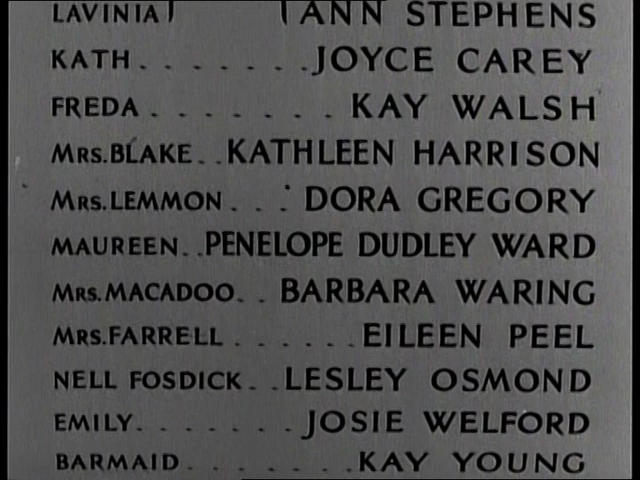 LAVINIA) (ANN STEPHENS
KATH. . . . . . .JOYCE CAREY
FREDA . . . . . . . KAY WALSH
MRS.BLAKE. .KATHLEEN HARRISON
MRS.LEMMON . . . DORA GREGORY
MAUREEN. .PENELOPE DUDLEY WARD
MRS.MACADOO. . BARBARA WARING
MRS.FARRELL . . . . . . EILEEN PEEL
NELL FOSDICK. . LESLEY OSMOND
EMILY. . . . . . . .JOSIE WELFORD
BARMAID . . . . . . .KAY YOUNG